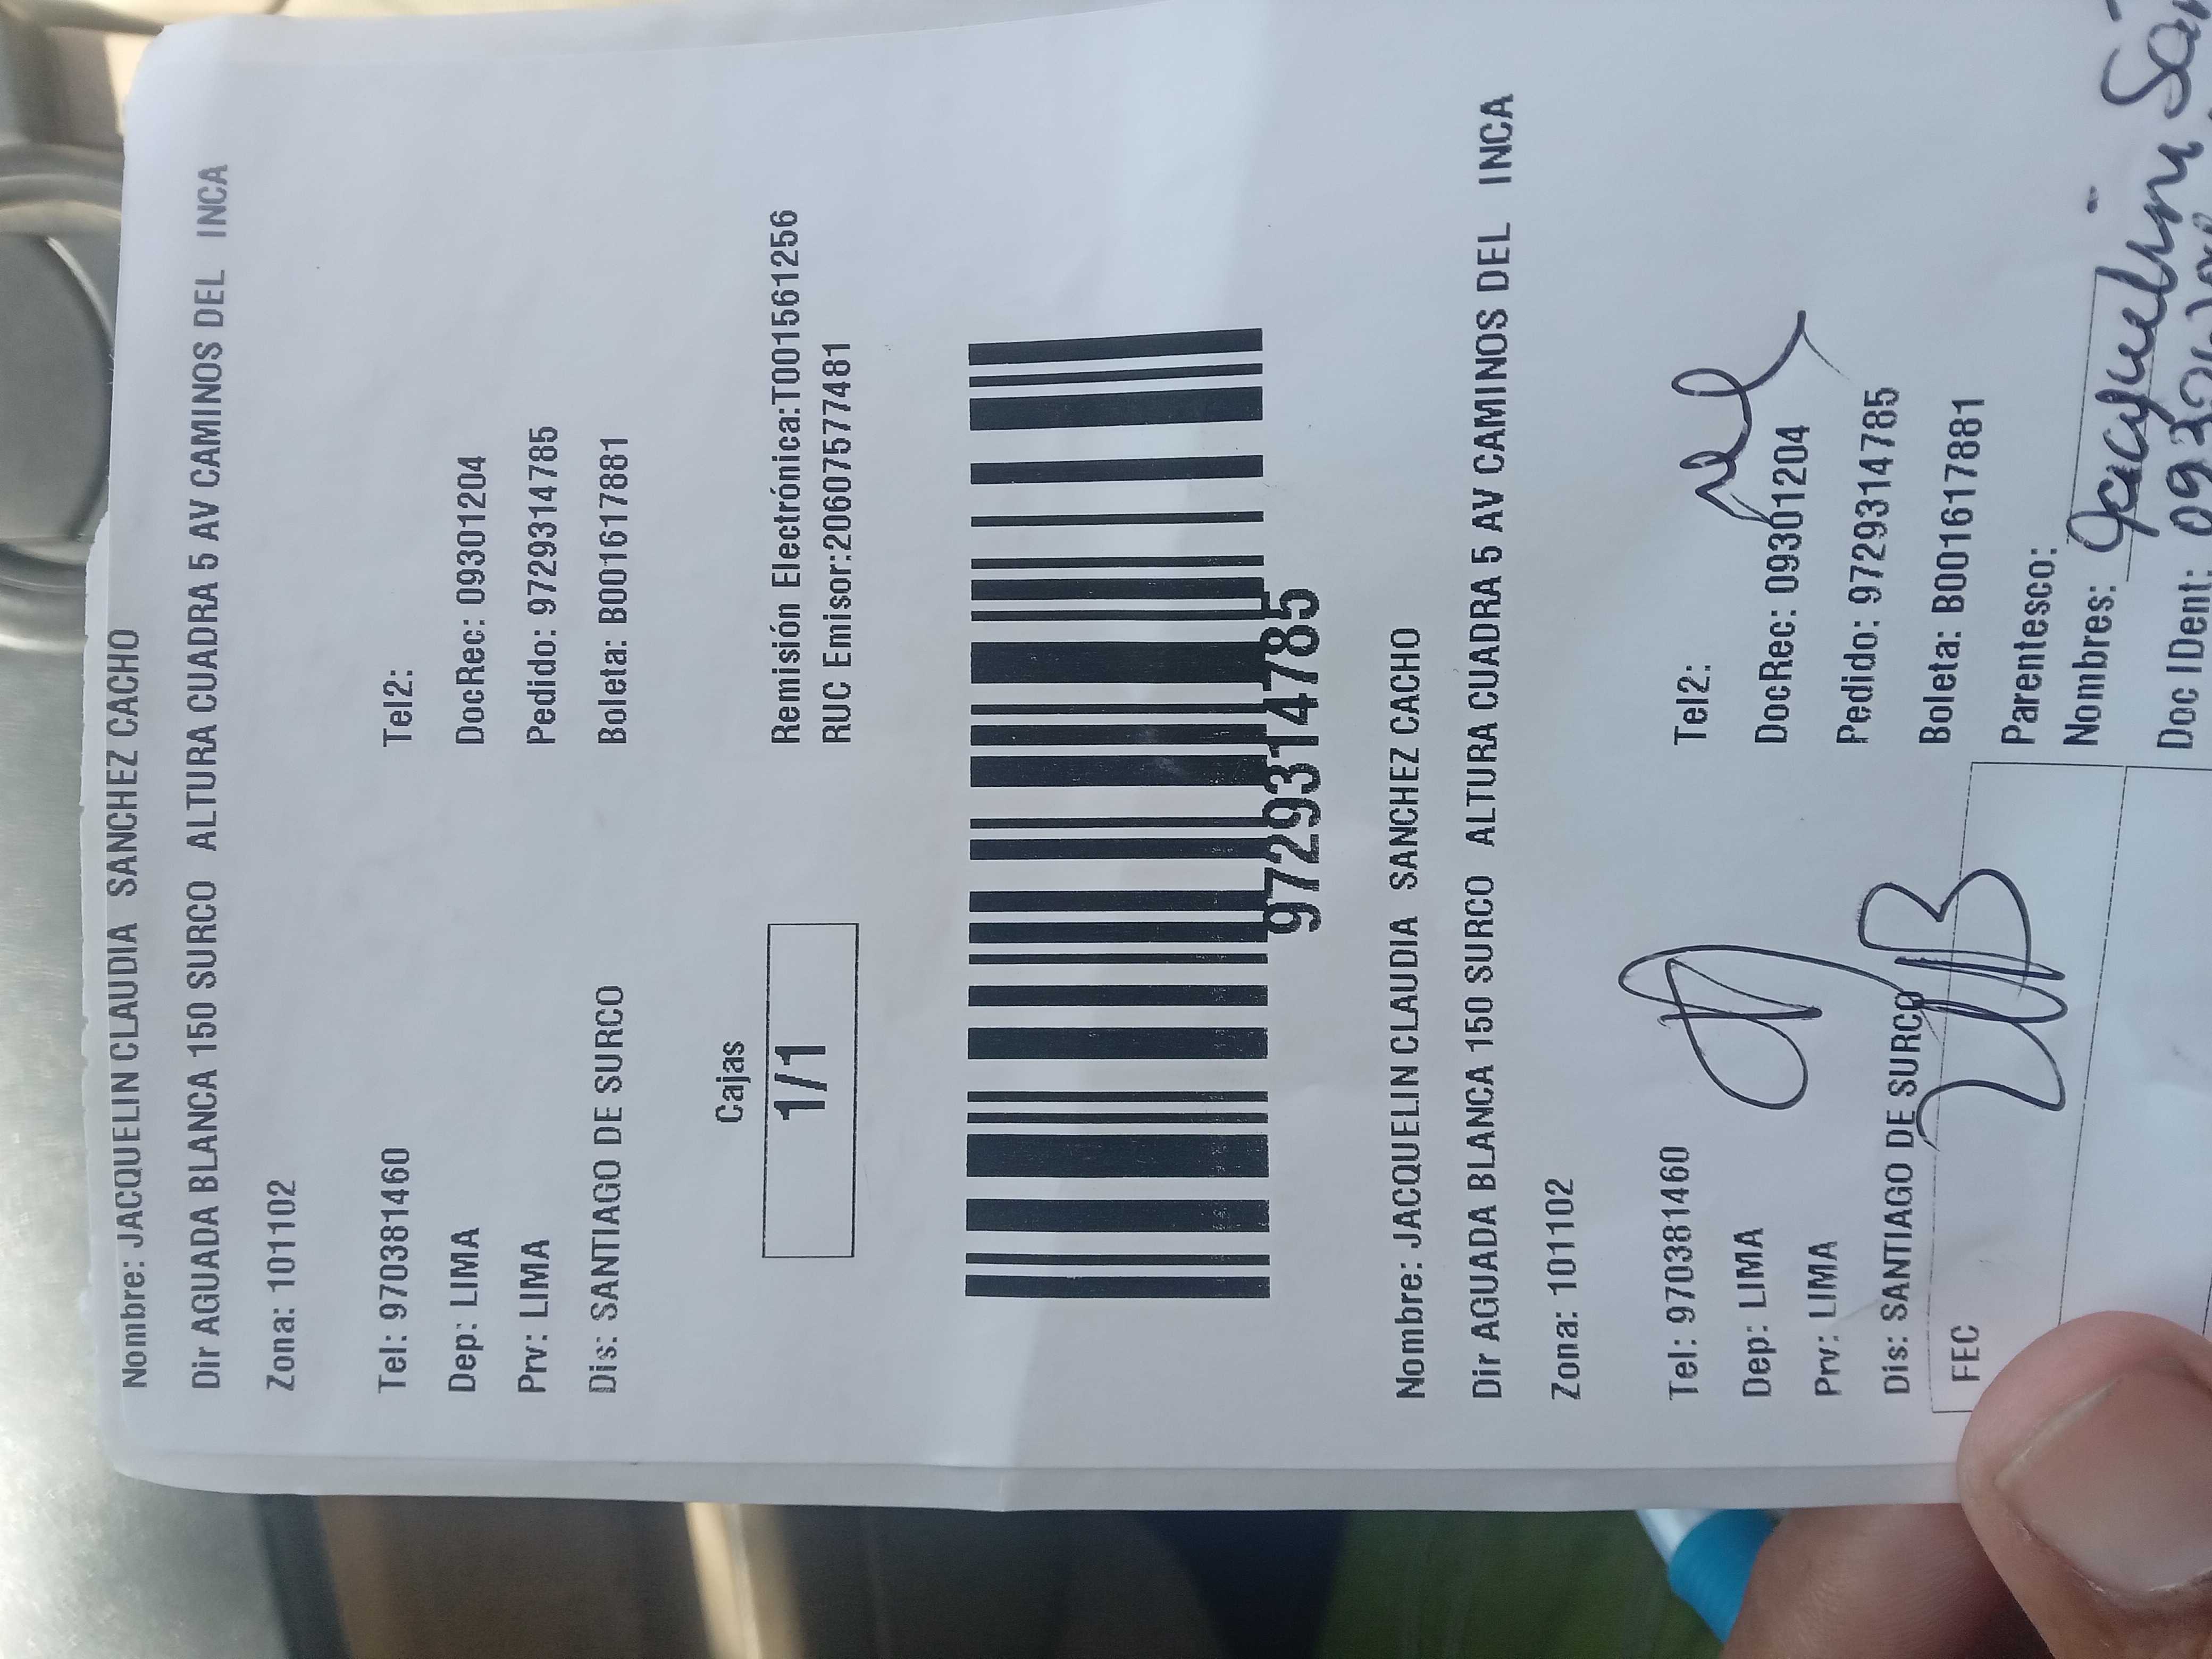 Nombre: JACQUELIN CLAUDIA SANCHEZ CACHO
Dir AGUADA BLANCA 150 SURCO ALTURA CUADRA 5 AV CAMINOS DEL INCA
Zona: 101102
Tel: 970381460 Tel2:
Dep: LIMA DocRec: 09301204
Prv: LIMA Pedido: 9729314785
Dis: SANTIAGO DE SURCO Boleta: B001617881
Cajas
1/1
Remisión Electrónica:T001561256
RUC Emisor:20607577481
9729314785
Nombre: JACQUELIN CLAUDIA SANCHEZ CACHO
Dir AGUADA BLANCA 150 SURCO ALTURA CUADRA 5 AV CAMINOS DEL INCA
Zona: 101102
Tel: 970381460 Tel2:
Dep: LIMA DocRec: 09301204
Prv: LIMA Pedido: 9729314785
Dis: SANTIAGO DE SURCO Boleta: B001617881
FEC Parentesco:
Nombres: Jacquelin
Doc IDent: